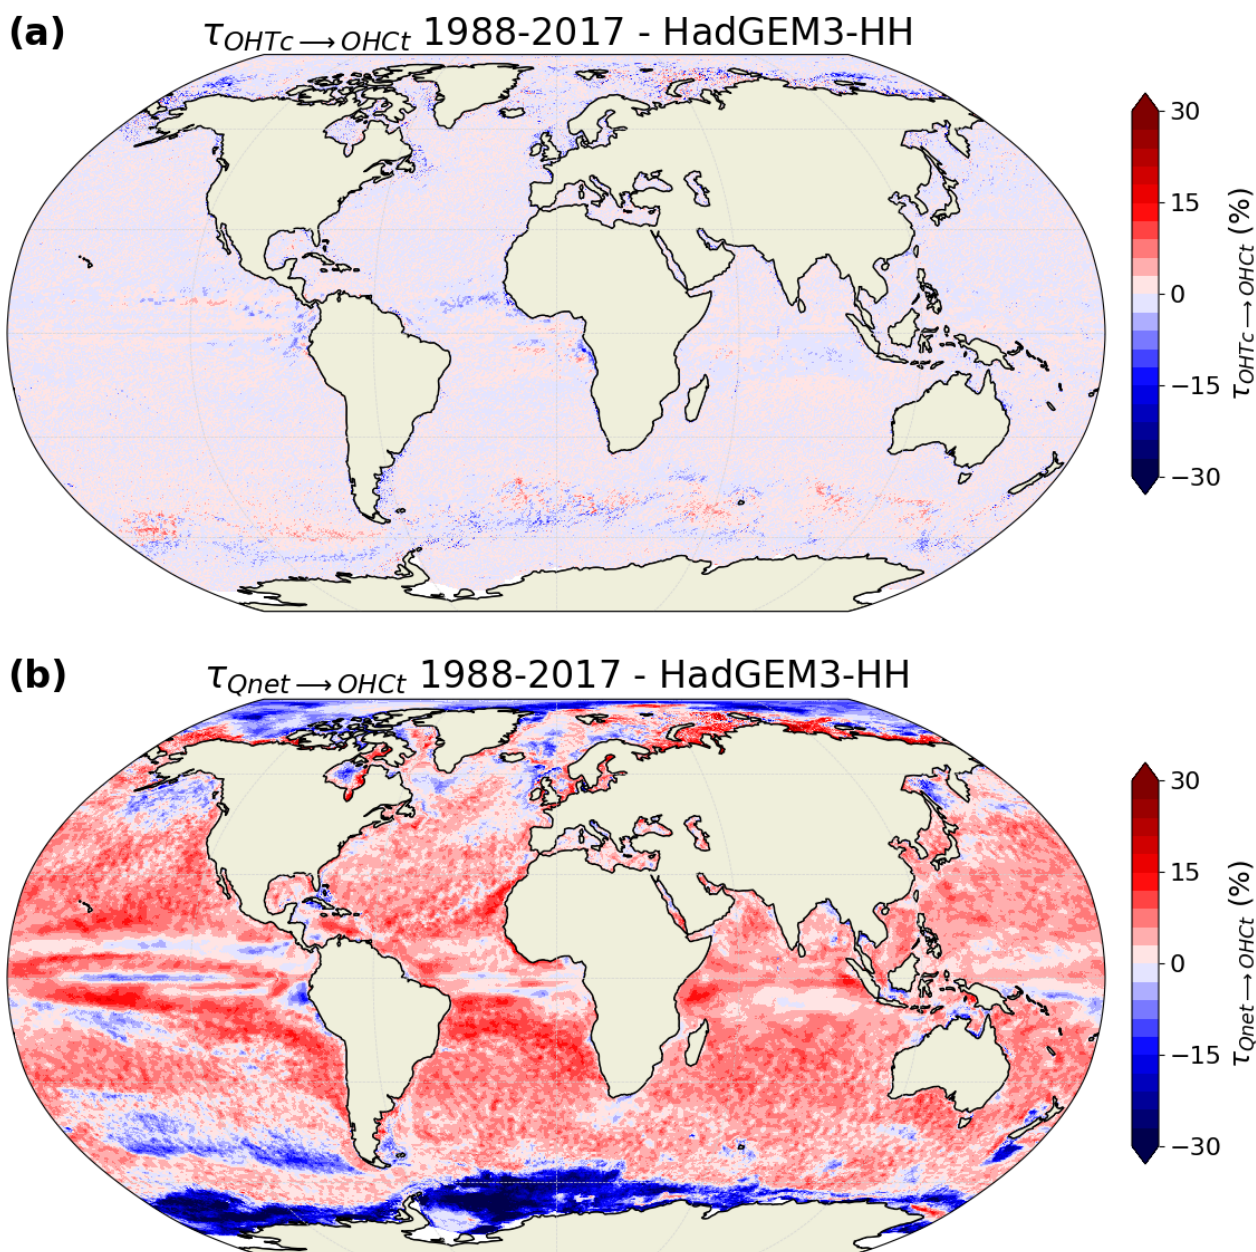 (a)
τOHTc→OHCt 1988-2017 - HadGEM3-HH
30
15
0
−15
−30
τOHTc→OHCt (%)
(b)
τQnet→OHCt 1988-2017 - HadGEM3-HH
30
15
0
−15
−30
τQnet→OHCt (%)